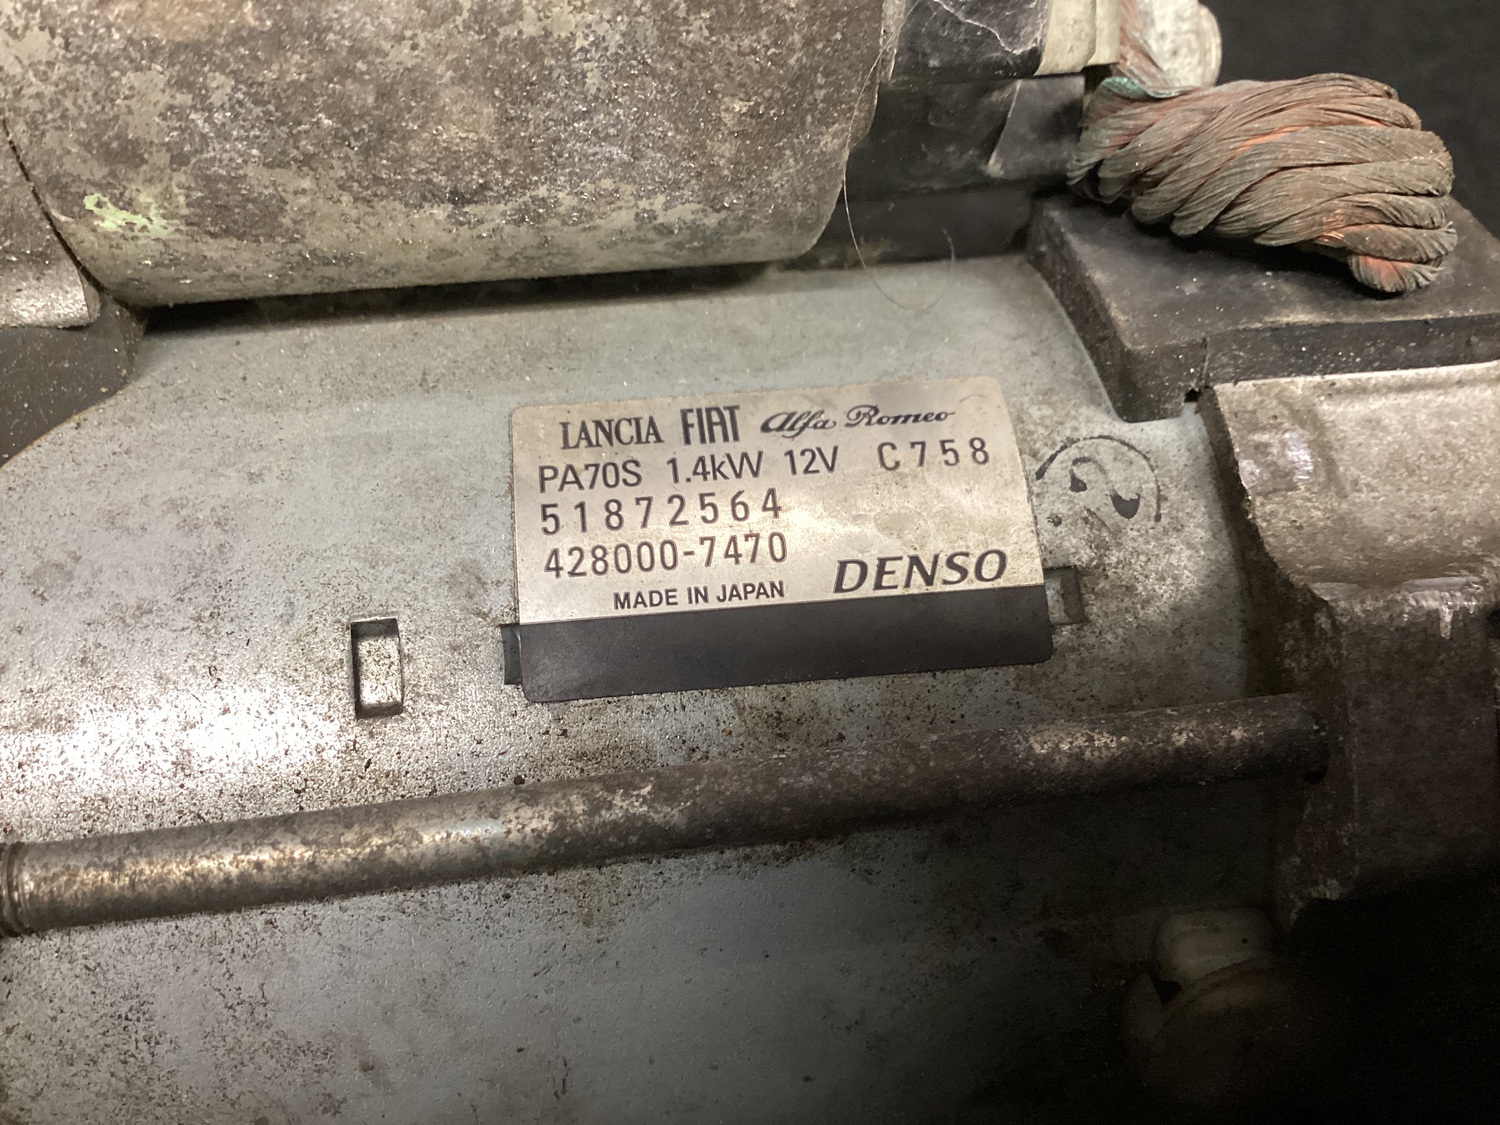 LANCIA FIAT Alfa Romeo
PA70S 1.4kW 12V C758
51872564
428000-7470
MADE IN JAPAN DENSO